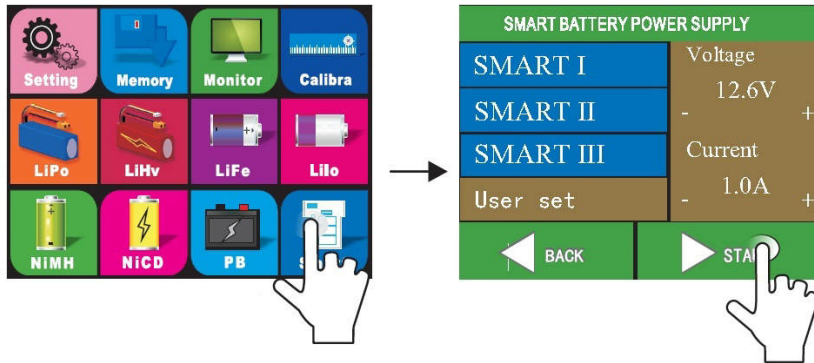 Setting
Memory
Monitor
Calibra
LiPo
LiHv
LiFe
LiIo
NiMH
NiCD
PB
SMART BATTERY POWER SUPPLY
SMART I
SMART II
SMART III
User set
Voltage
12.6V
- +
Current
1.0A
- +
BACK